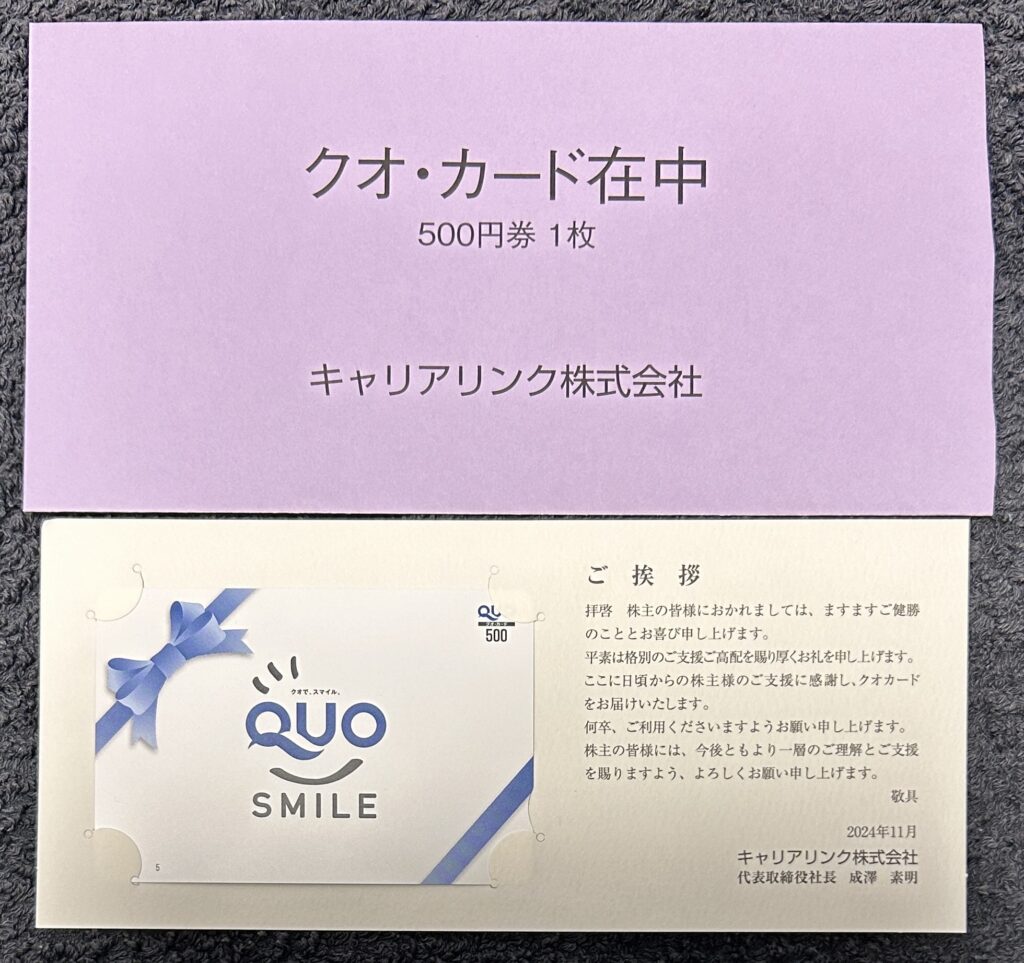 クオ・カード在中
500円券 1枚
キャリアリンク株式会社
QUO
クオ・カード
500
クオで、スマイル。
QUO
SMILE
5
ご挨拶
拝啓　株主の皆様におかれましては、ますますご健勝
のこととお喜び申し上げます。
平素は格別のご支援ご高配を賜り厚くお礼を申し上げます。
ここに日頃からの株主様のご支援に感謝し、クオカード
をお届けいたします。
何卒、ご利用くださいますようお願い申し上げます。
株主の皆様には、今後ともより一層のご理解とご支援
を賜りますよう、よろしくお願い申し上げます。
敬具
2024年11月
キャリアリンク株式会社
代表取締役社長　成澤　素明